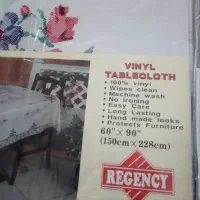 VINYL
TABLECLOTH
• 100% vinyl
• Wipes clean
• Machine wash
• No ironing
• Easy Care
• Long Lasting
• Hand made looks
• Protects Furniture
60" × 90"
(150cm×228cm)
REGENCY